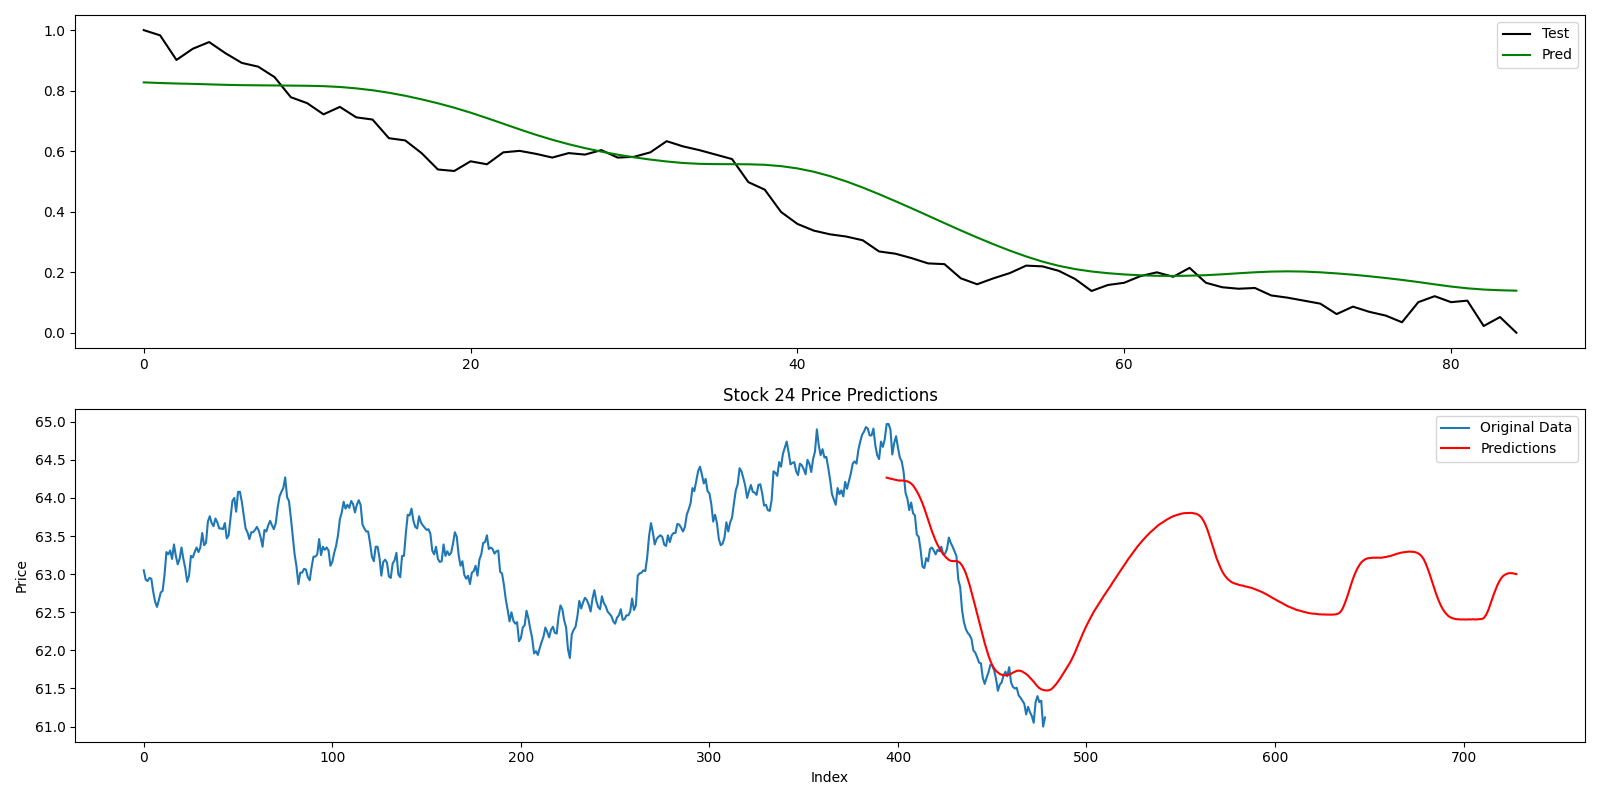 1.0
0.8
0.6
0.4
0.2
0.0
0 20 40 60 80
Test
Pred
Stock 24 Price Predictions
65.0
64.5
64.0
63.5
63.0
62.5
62.0
61.5
61.0
Price
0 100 200 300 400 500 600 700
Index
Original Data
Predictions